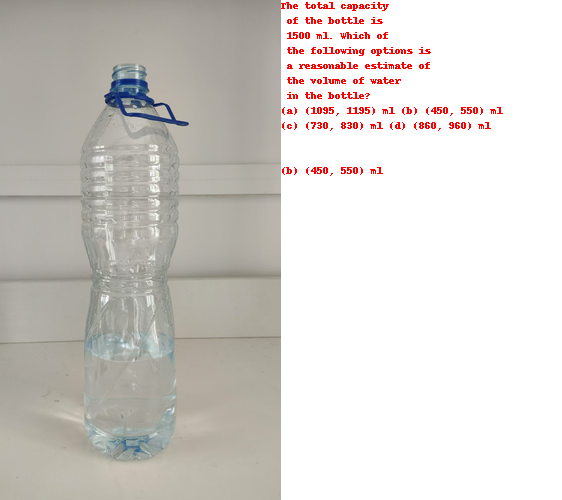 The total capacity
of the bottle is
1500 ml. Which of
the following options is
a reasonable estimate of
the volume of water
in the bottle?
(a) (1095, 1195) ml (b) (450, 550) ml
(c) (730, 830) ml (d) (860, 960) ml
(b) (450, 550) ml